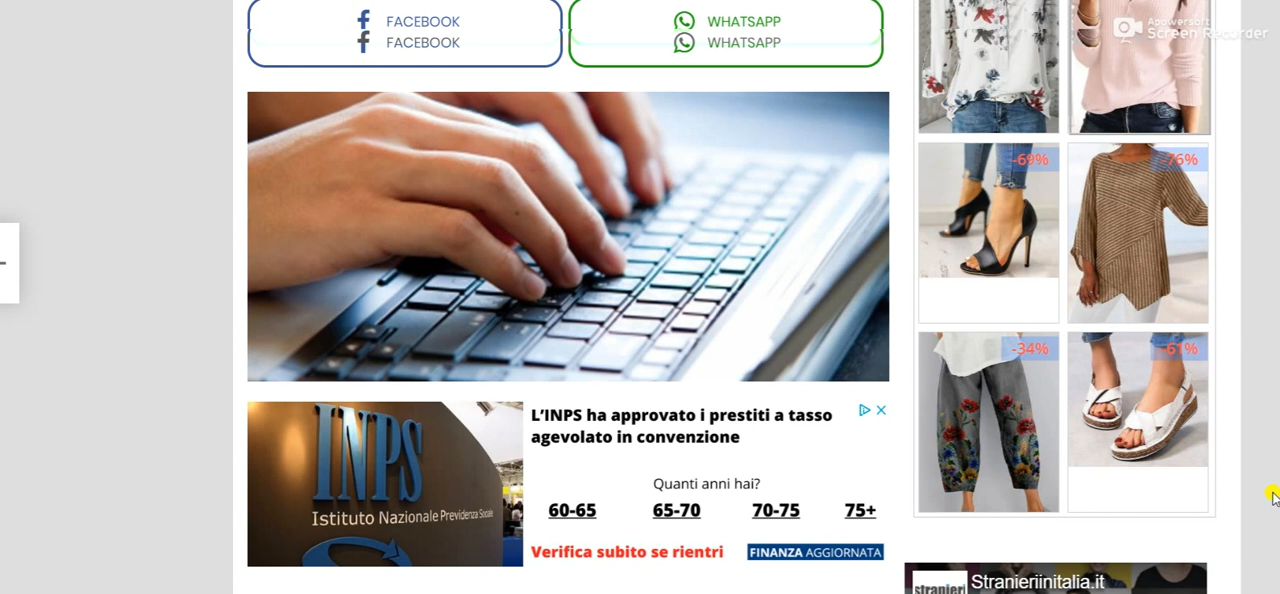 FACEBOOK
WHATSAPP
FACEBOOK
WHATSAPP
Apowersoft
Screen Recorder
-69%
-76%
-34%
-61%
INPS
Istituto Nazionale Previdenza Sociale
L'INPS ha approvato i prestiti a tasso
agevolato in convenzione
Quanti anni hai?
60-65 65-70 70-75 75+
Verifica subito se rientri
FINANZA AGGIORNATA
stranieri
Stranieriinitalia.it